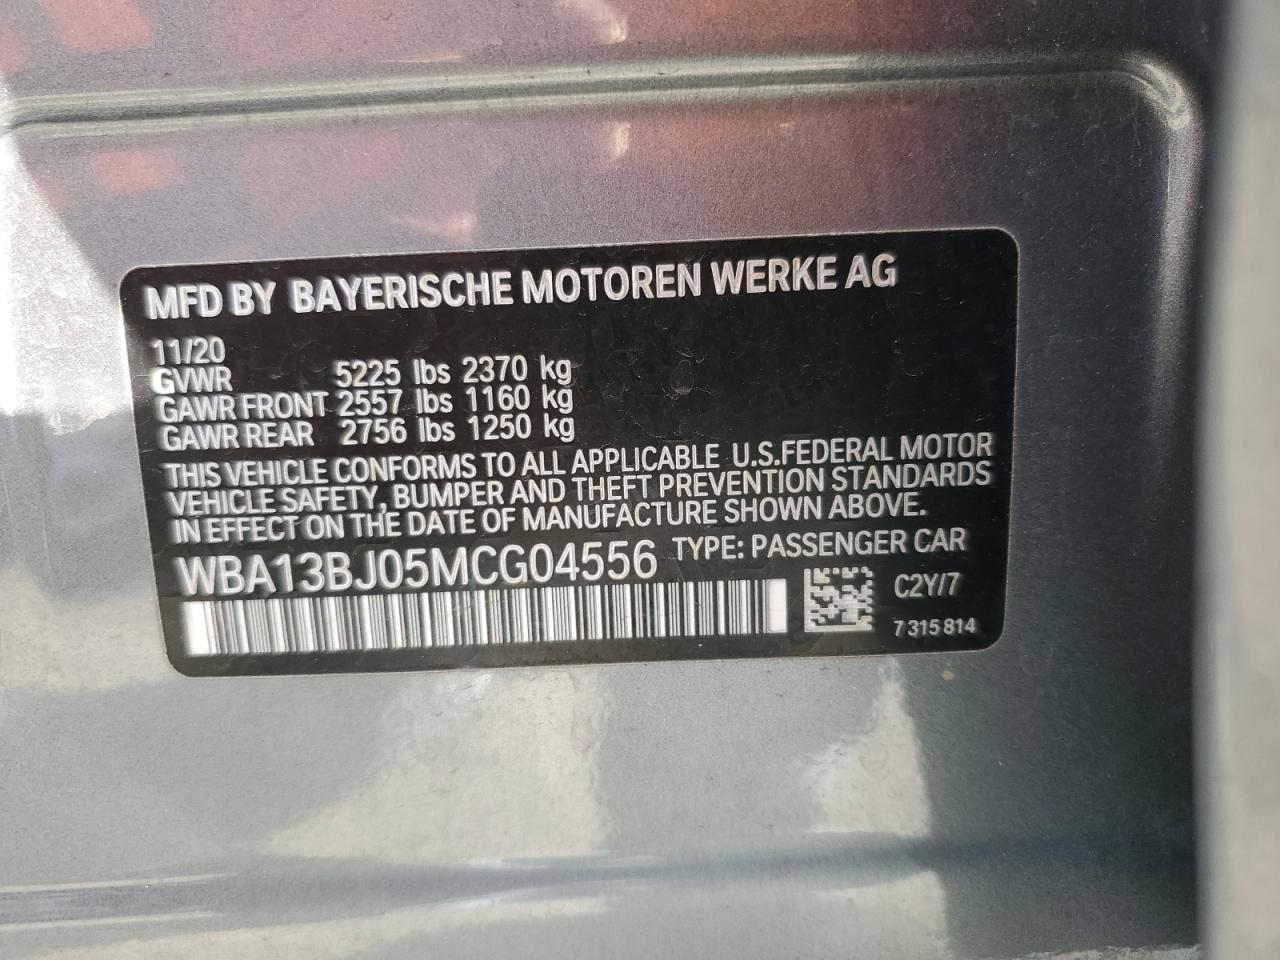 MFD BY BAYERISCHE MOTOREN WERKE AG
11/20
GVWR 5225 lbs 2370 kg
GAWR FRONT 2557 lbs 1160 kg
GAWR REAR 2756 lbs 1250 kg
THIS VEHICLE CONFORMS TO ALL APPLICABLE U.S.FEDERAL MOTOR
VEHICLE SAFETY, BUMPER AND THEFT PREVENTION STANDARDS
IN EFFECT ON THE DATE OF MANUFACTURE SHOWN ABOVE.
WBA13BJ05MCG04556 TYPE: PASSENGER CAR
C2Y/7
7 315 814